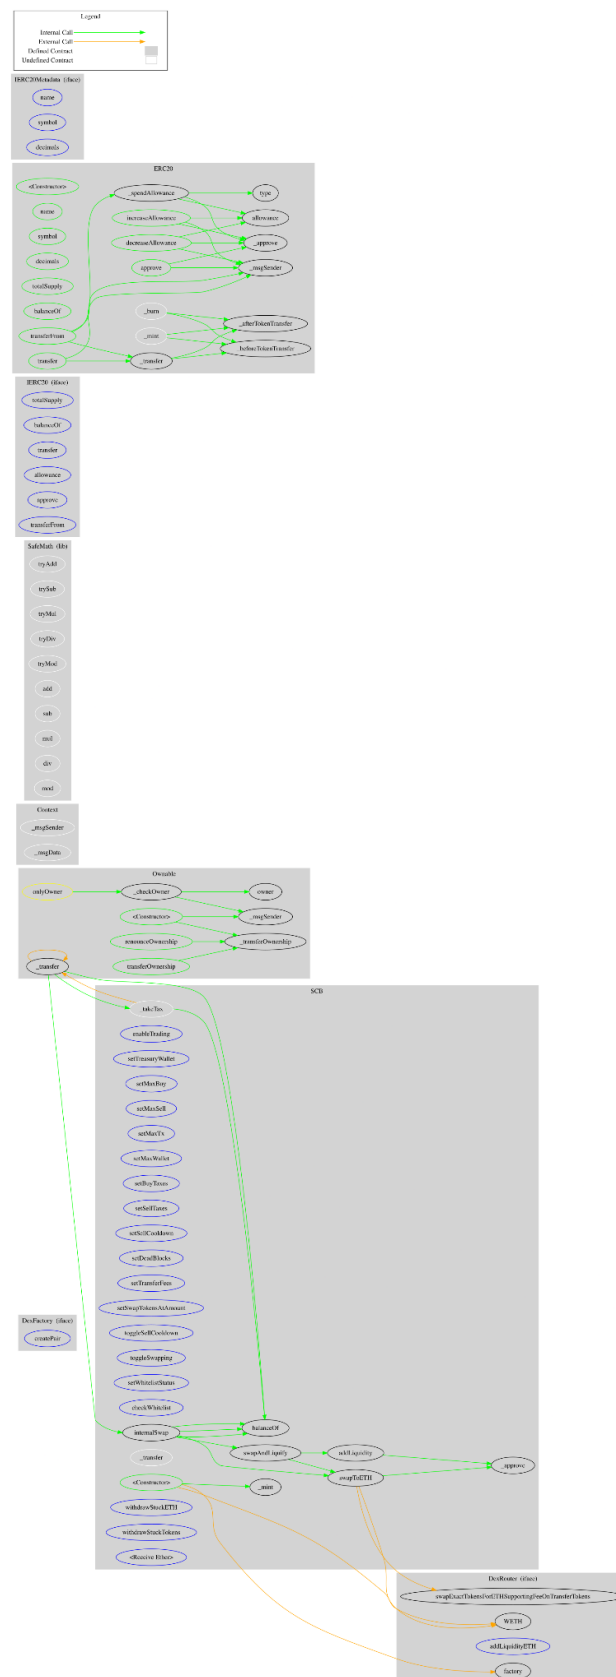 Legend
Internal Call
External Call
Defined Contract
Undefined Contract
IERC20Metadata (iface)
name
symbol
decimals
ERC20
<Constructor>
name
symbol
decimals
totalSupply
balanceOf
transferFrom
transfer
_spendAllowance
increaseAllowance
decreaseAllowance
approve
_burn
_mint
_transfer
type
allowance
_approve
_msgSender
_afterTokenTransfer
_beforeTokenTransfer
IERC20 (iface)
totalSupply
balanceOf
transfer
allowance
approve
transferFrom
SafeMath (lib)
tryAdd
trySub
tryMul
tryDiv
tryMod
add
sub
mul
div
mod
Context
_msgSender
_msgData
Ownable
onlyOwner
_checkOwner
owner
<Constructor>
_msgSender
renounceOwnership
_transferOwnership
transferOwnership
_transfer
SCB
takeTax
enableTrading
setTreasuryWallet
setMaxBuy
setMaxSell
setMaxTx
setMaxWallet
setBuyTaxes
setSellTaxes
setSellCooldown
setDeadBlocks
setTransferFees
setSwapTokensAtAmount
toggleSellCooldown
toggleSwapping
setWhitelistStatus
checkWhitelist
internalSwap
_transfer
<Constructor>
withdrawStuckETH
withdrawStuckTokens
<Receive Ether>
balanceOf
swapAndLiquify
addLiquidity
swapToETH
_approve
_mint
DexFactory (iface)
createPair
DexRouter (iface)
swapExactTokensForETHSupportingFeeOnTransferTokens
WETH
addLiquidityETH
factory